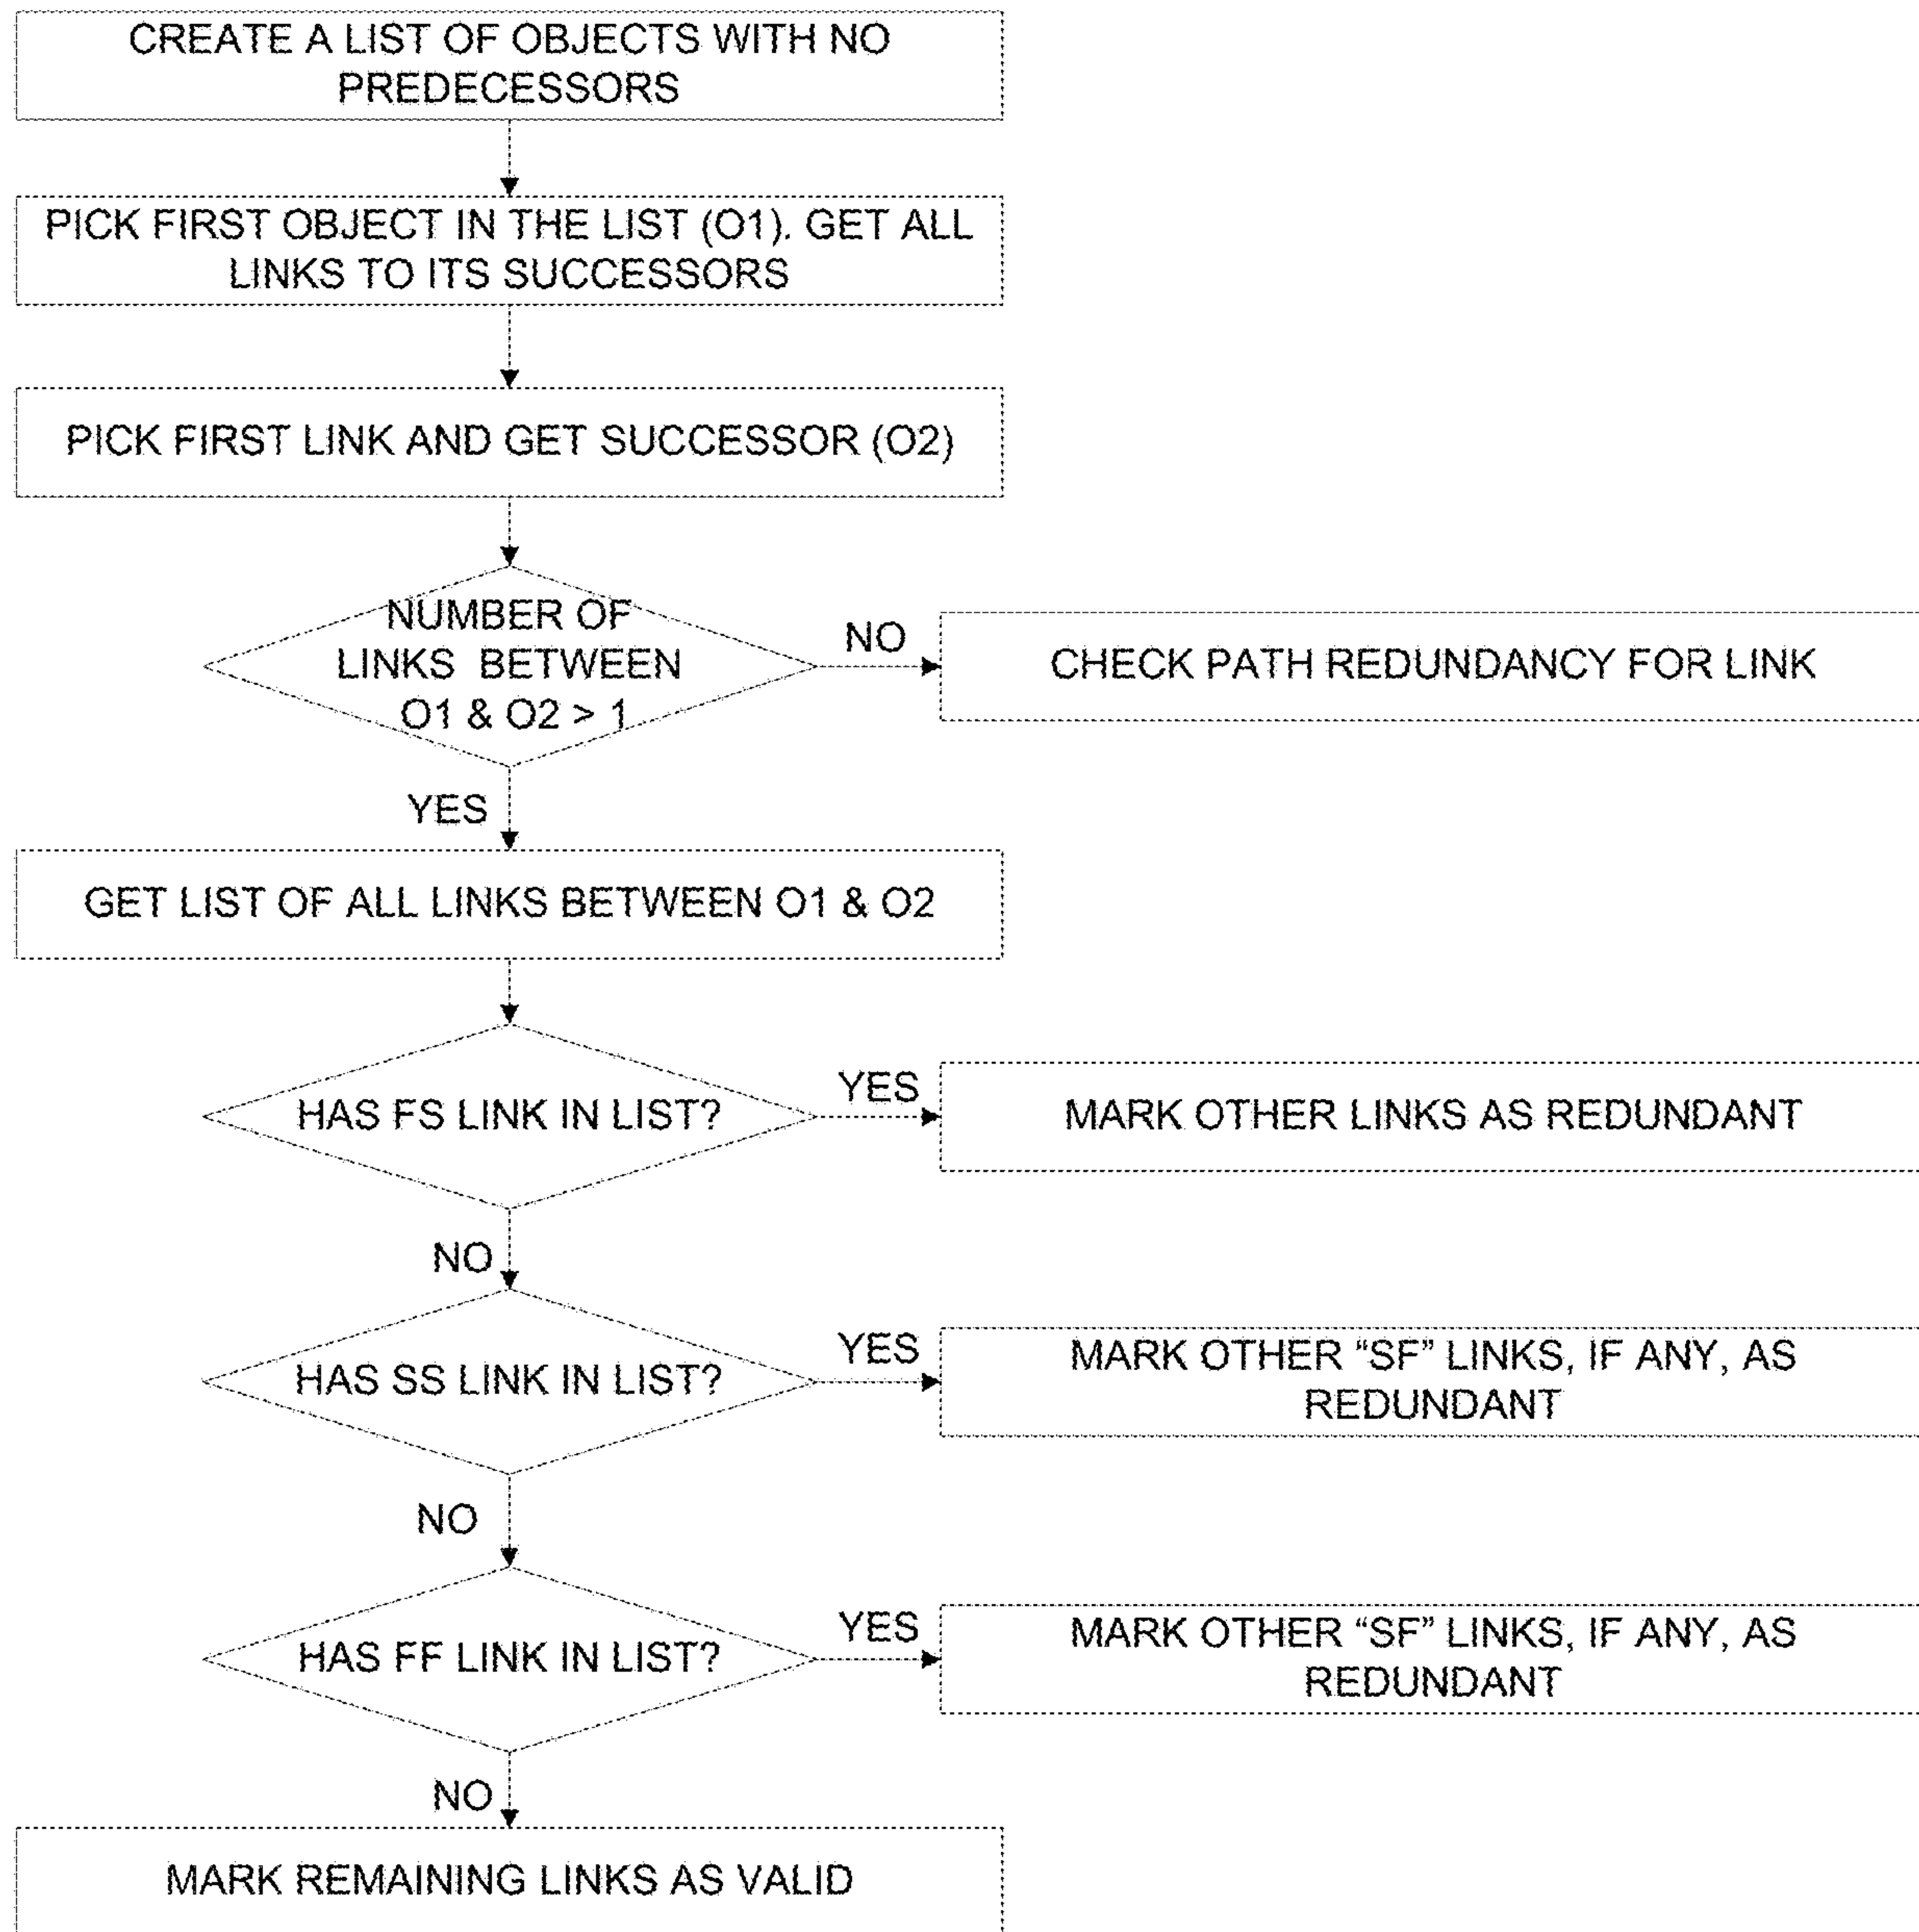 CREATE A LIST OF OBJECTS WITH NO
PREDECESSORS
PICK FIRST OBJECT IN THE LIST (O1). GET ALL
LINKS TO ITS SUCCESSORS
PICK FIRST LINK AND GET SUCCESSOR (O2)
NUMBER OF
LINKS BETWEEN
O1 & O2 > 1
NO
CHECK PATH REDUNDANCY FOR LINK
YES
GET LIST OF ALL LINKS BETWEEN O1 & O2
HAS FS LINK IN LIST?
YES
MARK OTHER LINKS AS REDUNDANT
NO
HAS SS LINK IN LIST?
YES
MARK OTHER “SF” LINKS, IF ANY, AS
REDUNDANT
NO
HAS FF LINK IN LIST?
YES
MARK OTHER “SF” LINKS, IF ANY, AS
REDUNDANT
NO
MARK REMAINING LINKS AS VALID